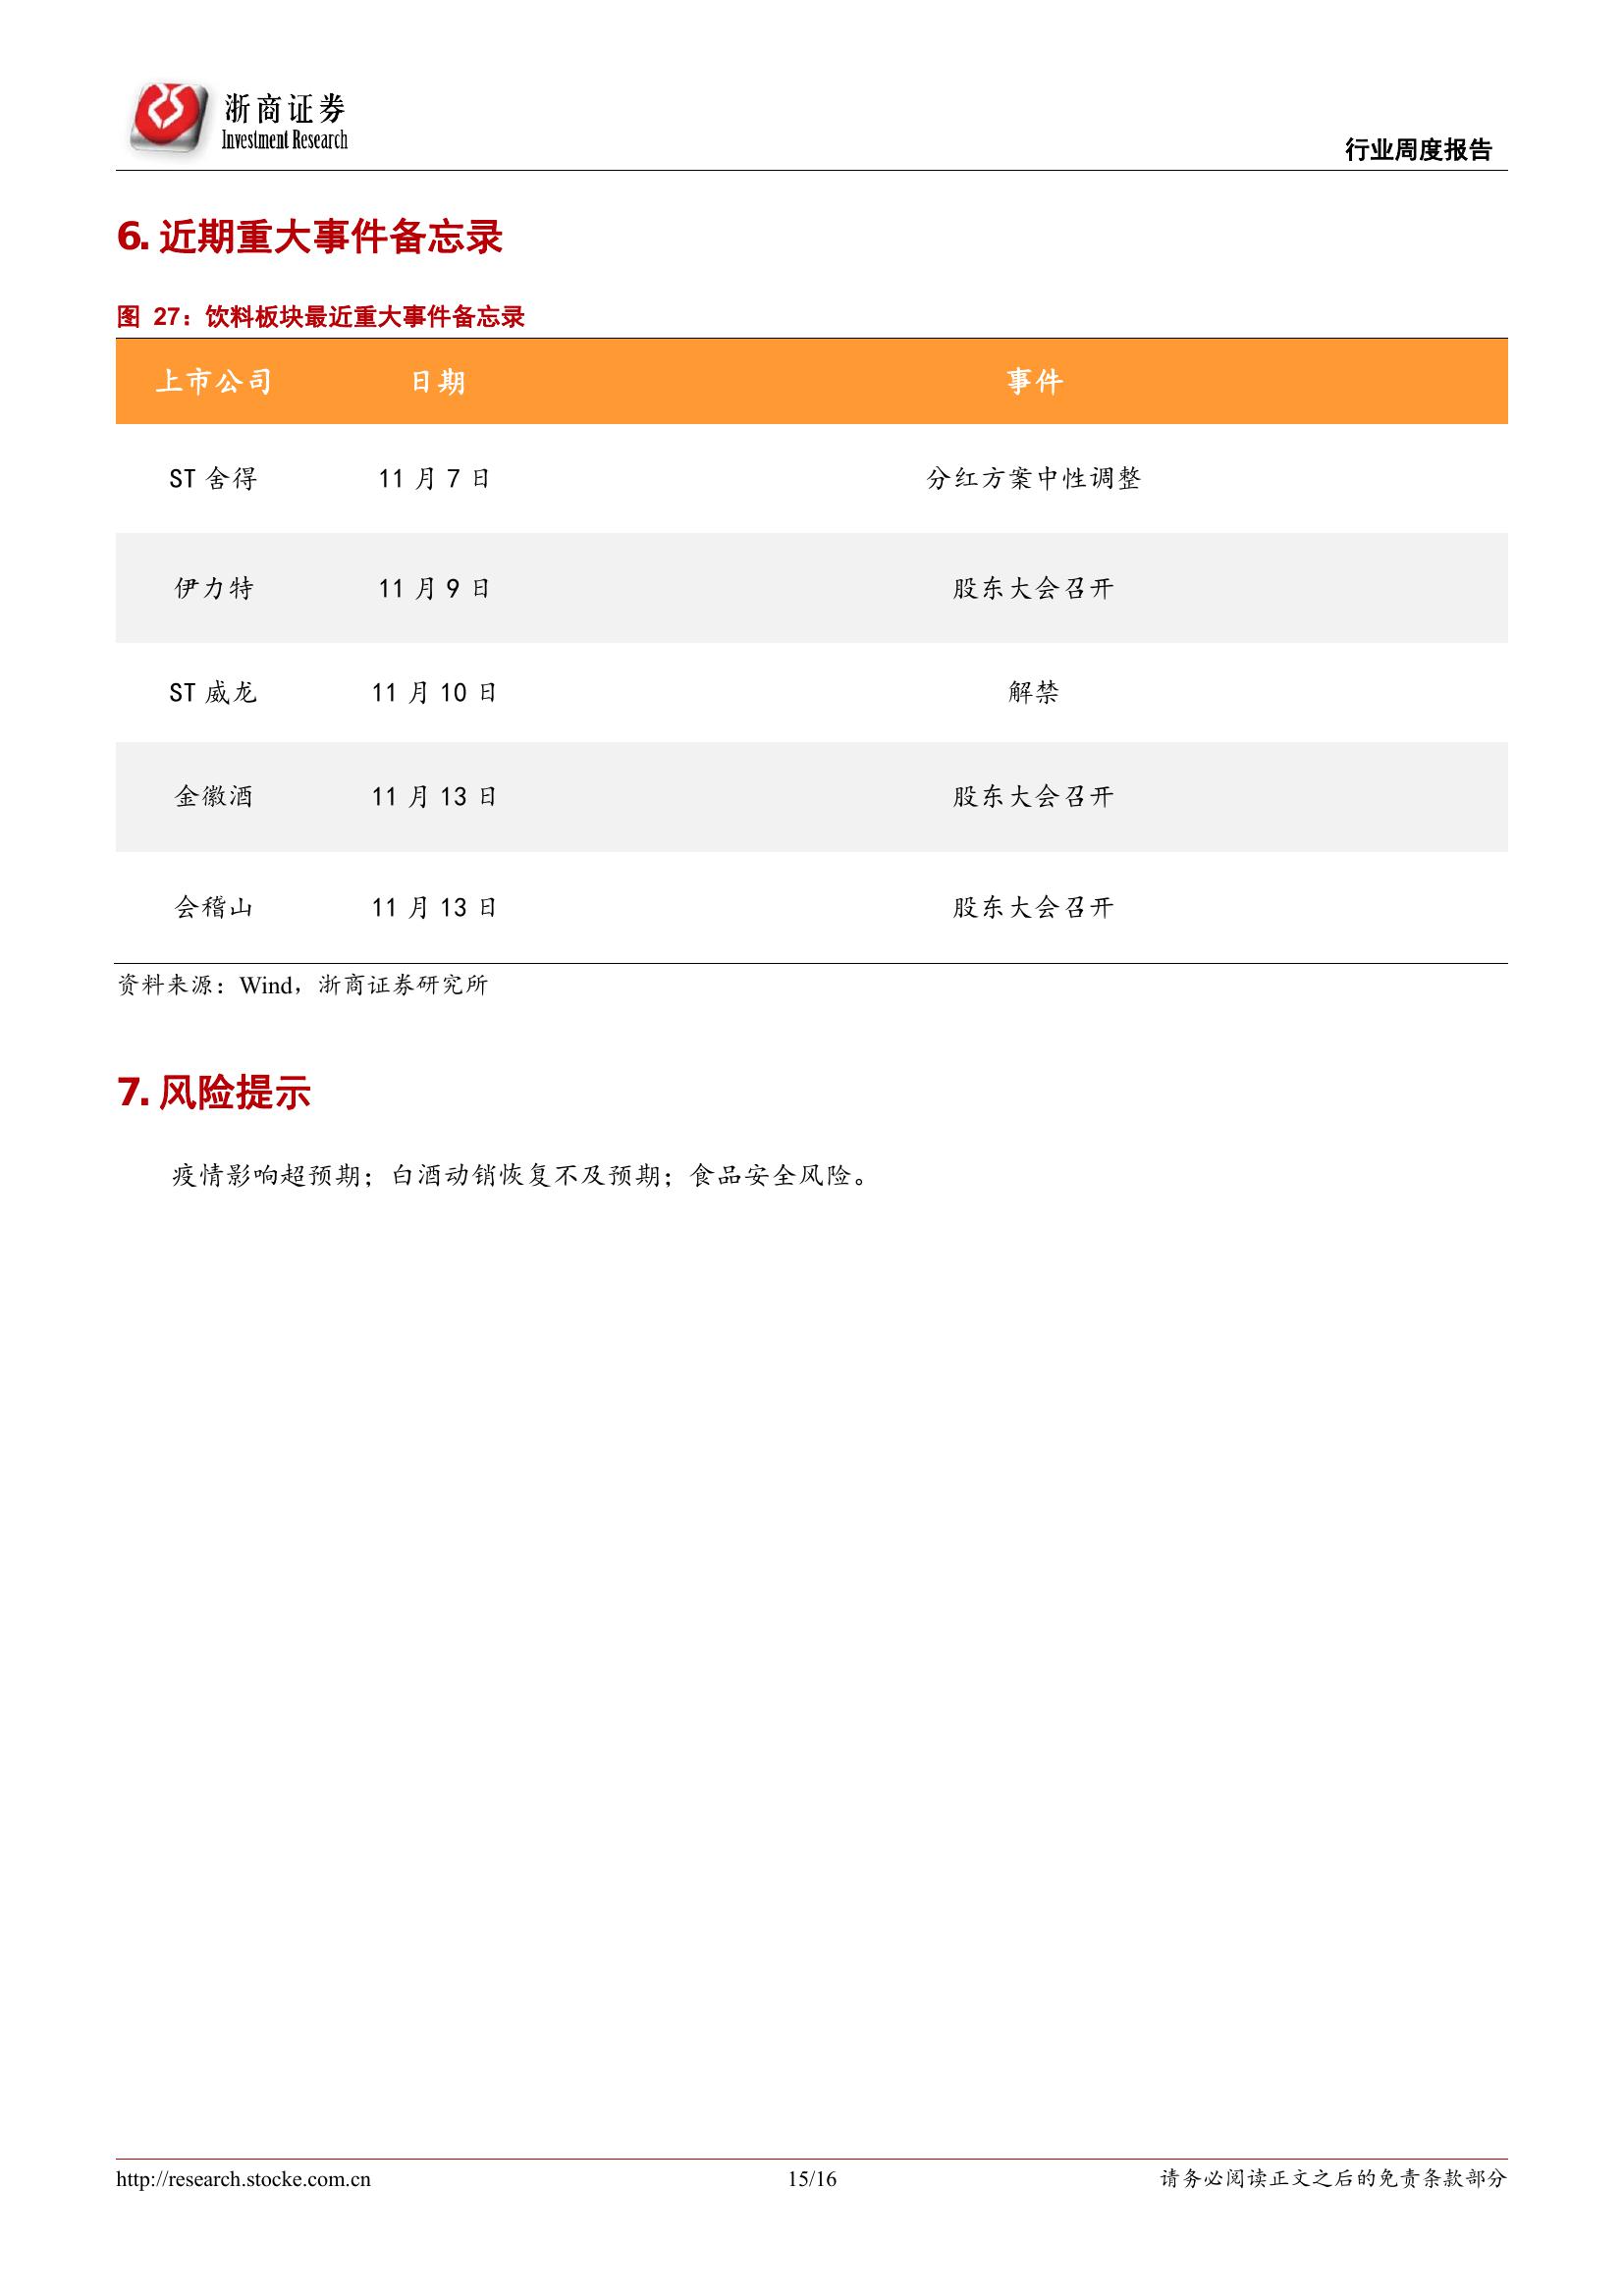 浙商证券
Investment Research
行业周度报告
6. 近期重大事件备忘录
图 27：饮料板块最近重大事件备忘录
上市公司 日期 事件
ST 舍得 11 月 7 日 分红方案中性调整
伊力特 11 月 9 日 股东大会召开
ST 威龙 11 月 10 日 解禁
金徽酒 11 月 13 日 股东大会召开
会稽山 11 月 13 日 股东大会召开
资料来源：Wind，浙商证券研究所
7. 风险提示
疫情影响超预期；白酒动销恢复不及预期；食品安全风险。
http://research.stocke.com.cn 15/16 请务必阅读正文之后的免责条款部分